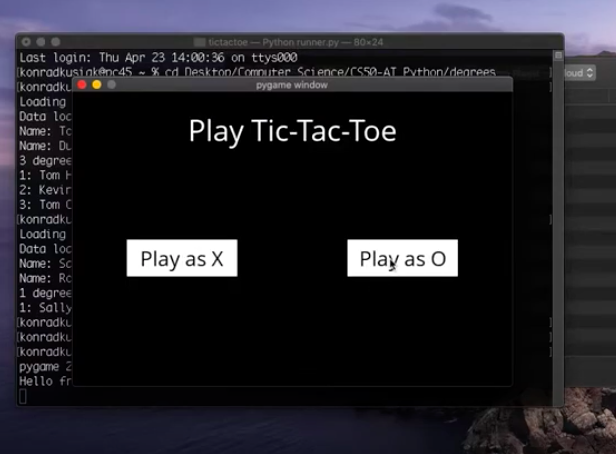 tictactoe — Python runner.py — 80×24
Last login: Thu Apr 23 14:00:36 on ttys000
[konradkusiak@pc45 ~ % cd Desktop/Computer Science/CS50-AI Python/degrees
[konradku
pygame window
Loading
Data loc
Name: To
Name: Du
3 degree
1: Tom H
2: Kevin
3: Tom C
[konradku
Loading
Data loc
Name: Sc
Name: Ro
1 degree
1: Sally
[konradku
[konradku
[konradku
pygame 2
Hello fr
Play Tic-Tac-Toe
Play as X
Play as O
loud